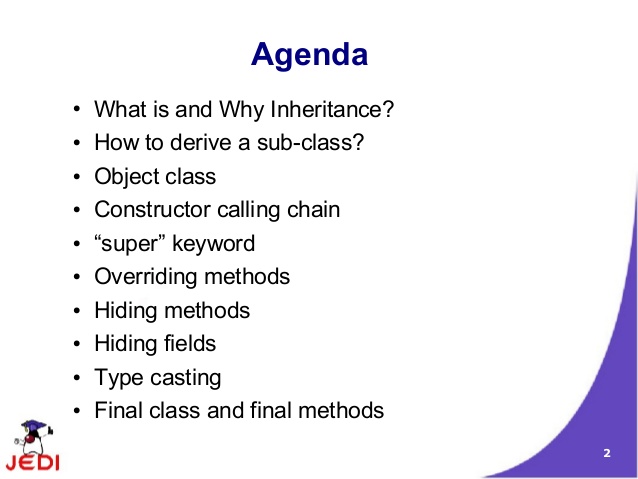 Agenda
• What is and Why Inheritance?
• How to derive a sub-class?
• Object class
• Constructor calling chain
• “super” keyword
• Overriding methods
• Hiding methods
• Hiding fields
• Type casting
• Final class and final methods
JEDI
2